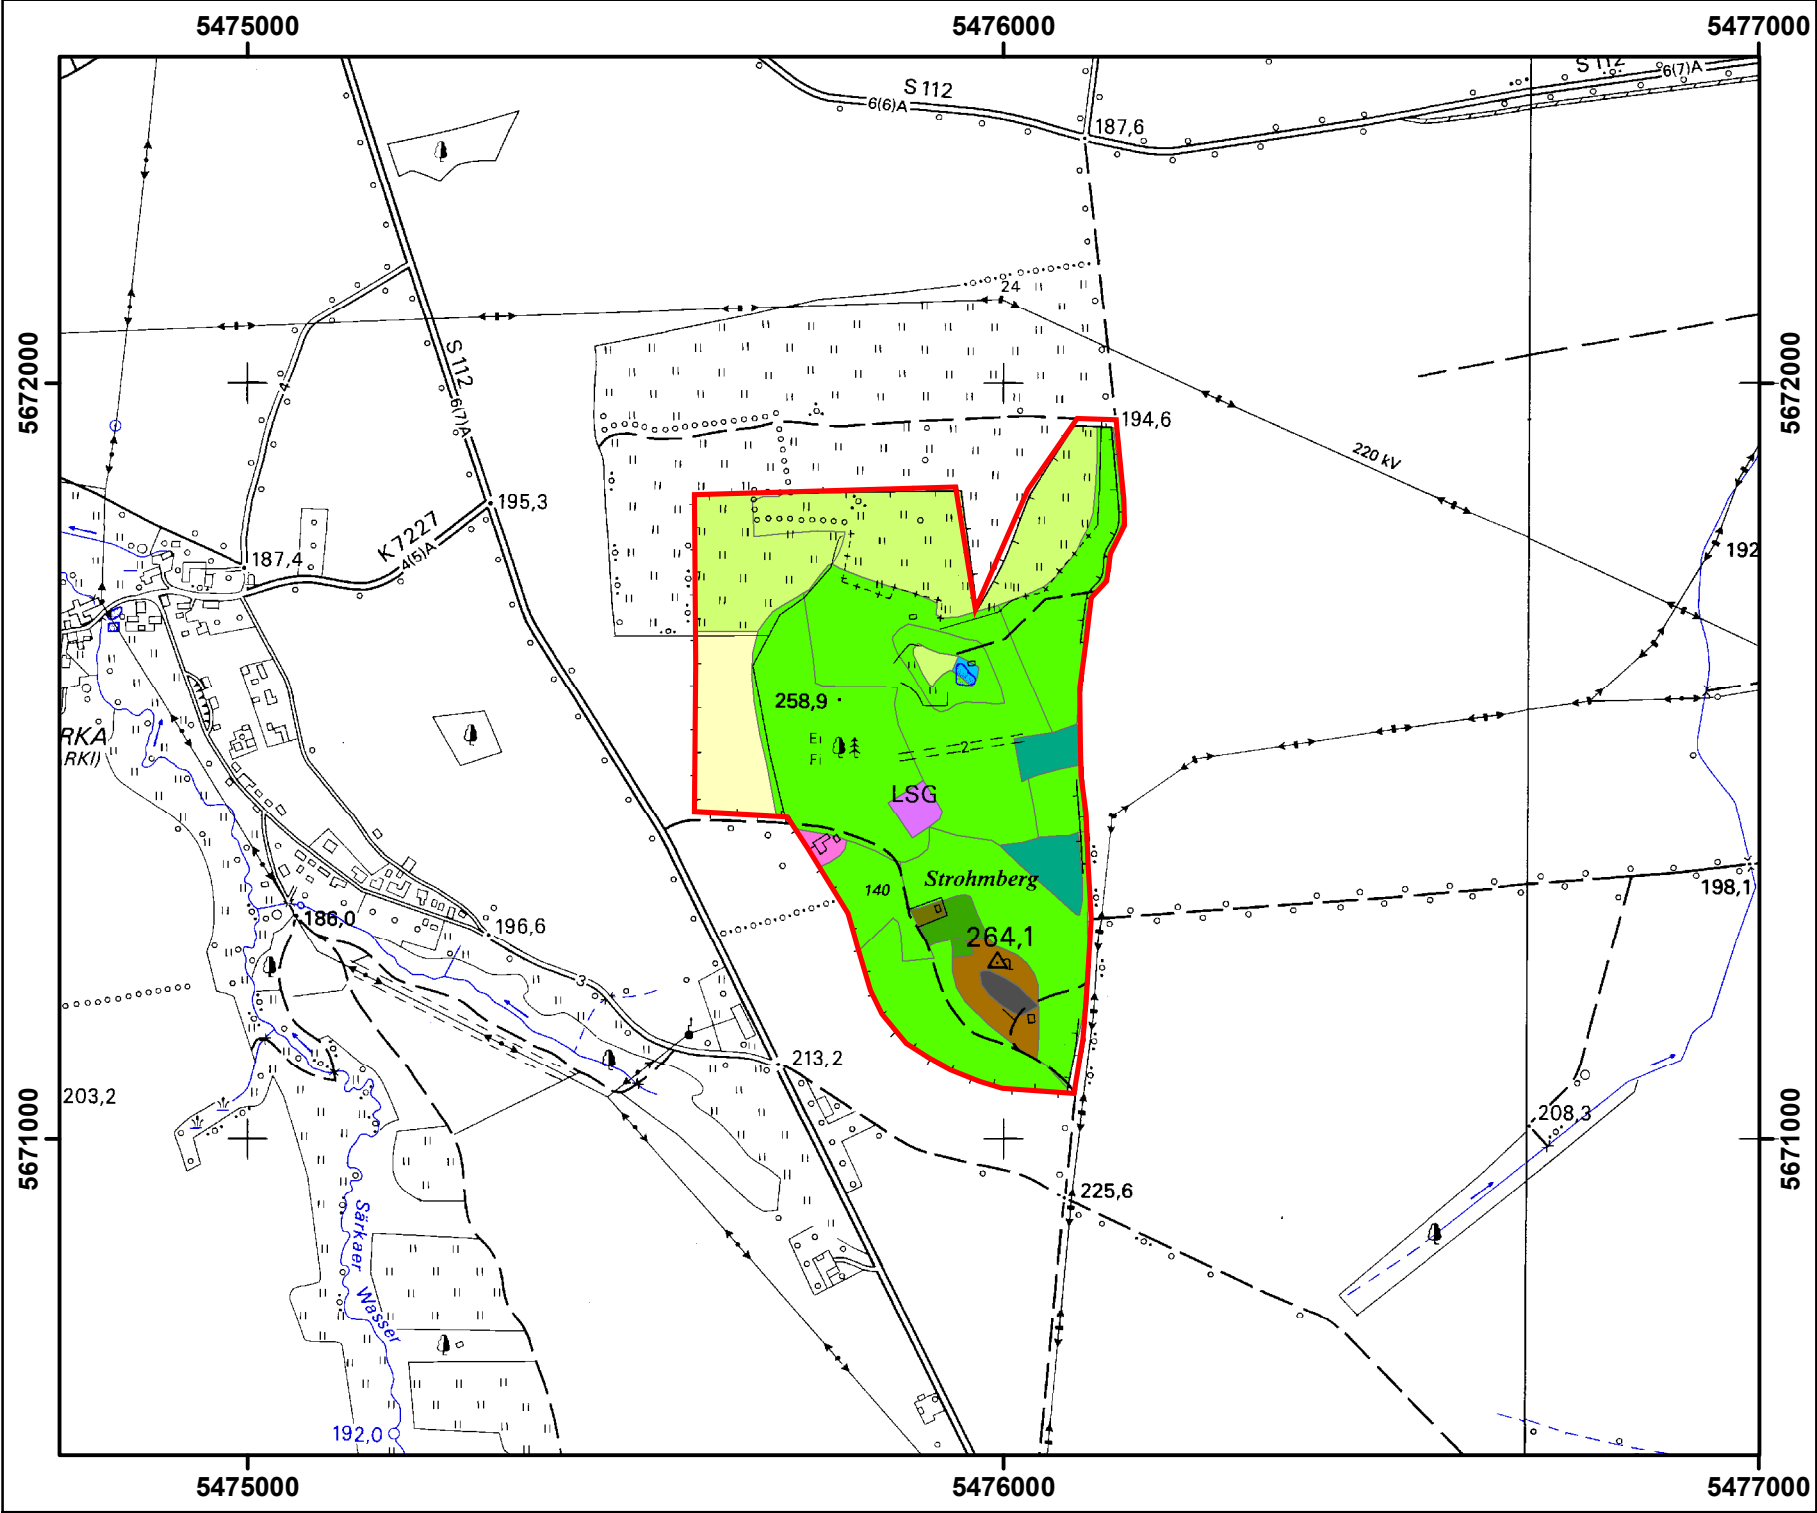 5475000
5476000
5477000
S 112
6(6)A
S 112
6(7)A
187,6
24
5672000
5672000
S 112
6(7)A
4
194,6
220 kV
195,3
K 7227
4(5)A
187,4
192
258,9
RKA
RKI)
Ei
Fi
2
LSG
140
Strohmberg
198,1
186,0
196,6
264,1
3
213,2
203,2
208,3
5671000
5671000
225,6
Särkaer Wasser
192,0
5475000
5476000
5477000